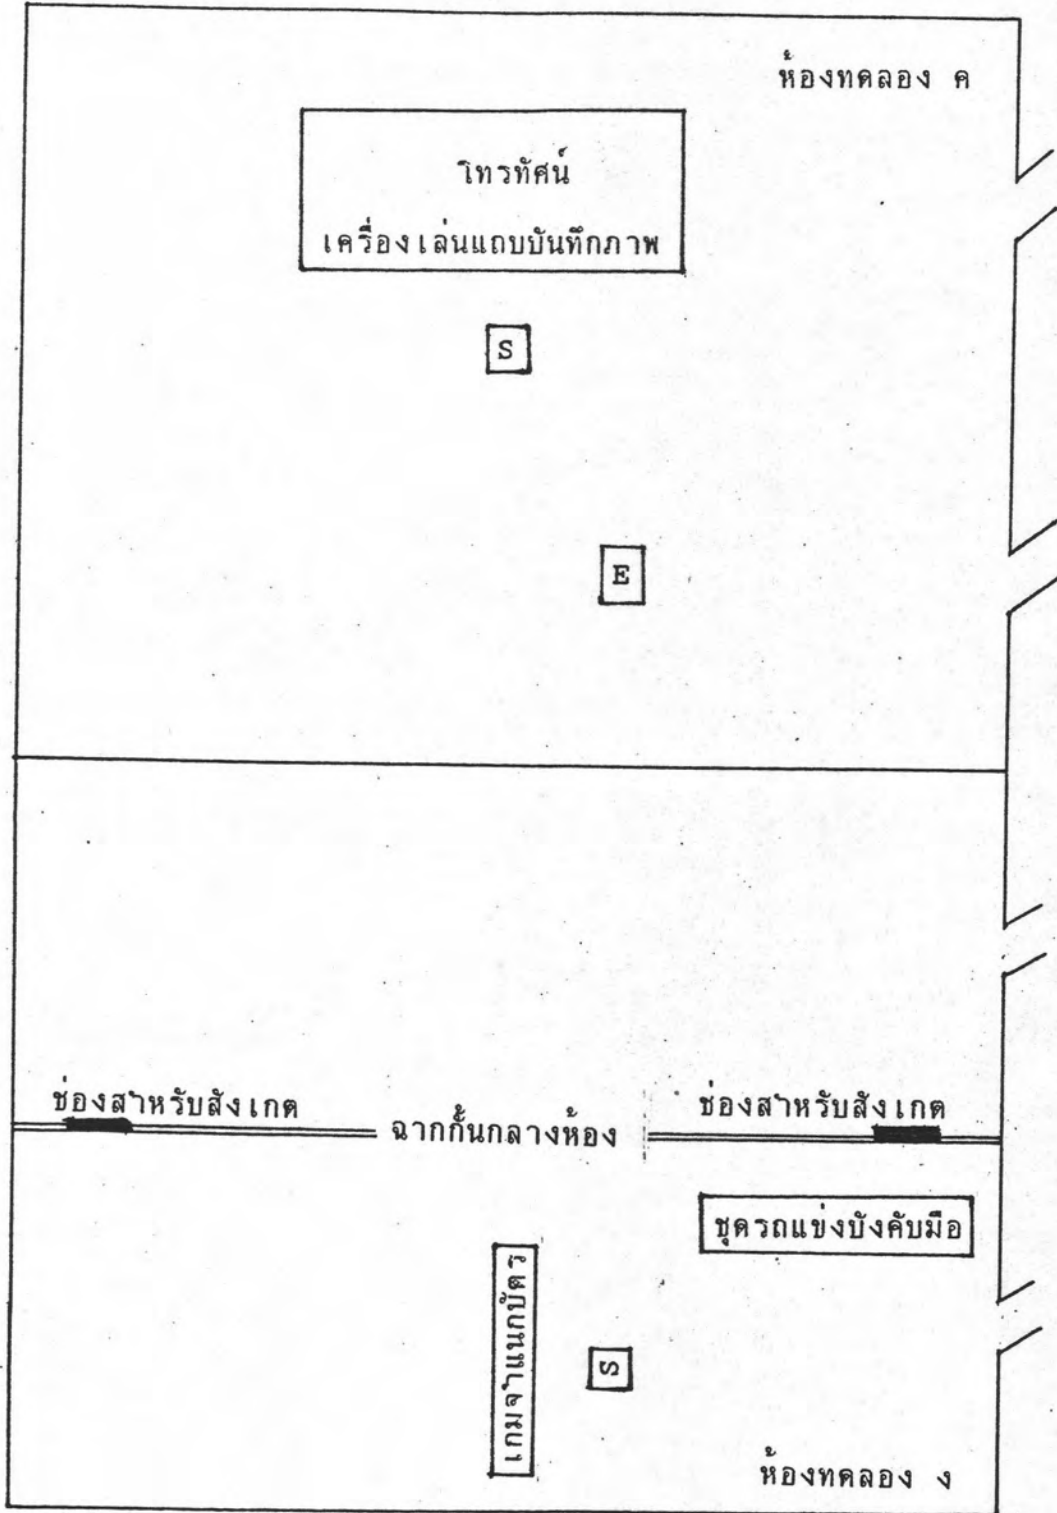 ห้องทดลอง ค
โทรทัศน์
เครื่องเล่นแถบบันทึกภาพ
S
E
ช่องสำหรับสังเกต
ช่องสำหรับสังเกต
ฉากกั้นกลางห้อง
ชุดรถแข่งบังคับมือ
เกมจำแนกบัตร
S
ห้องทดลอง ง